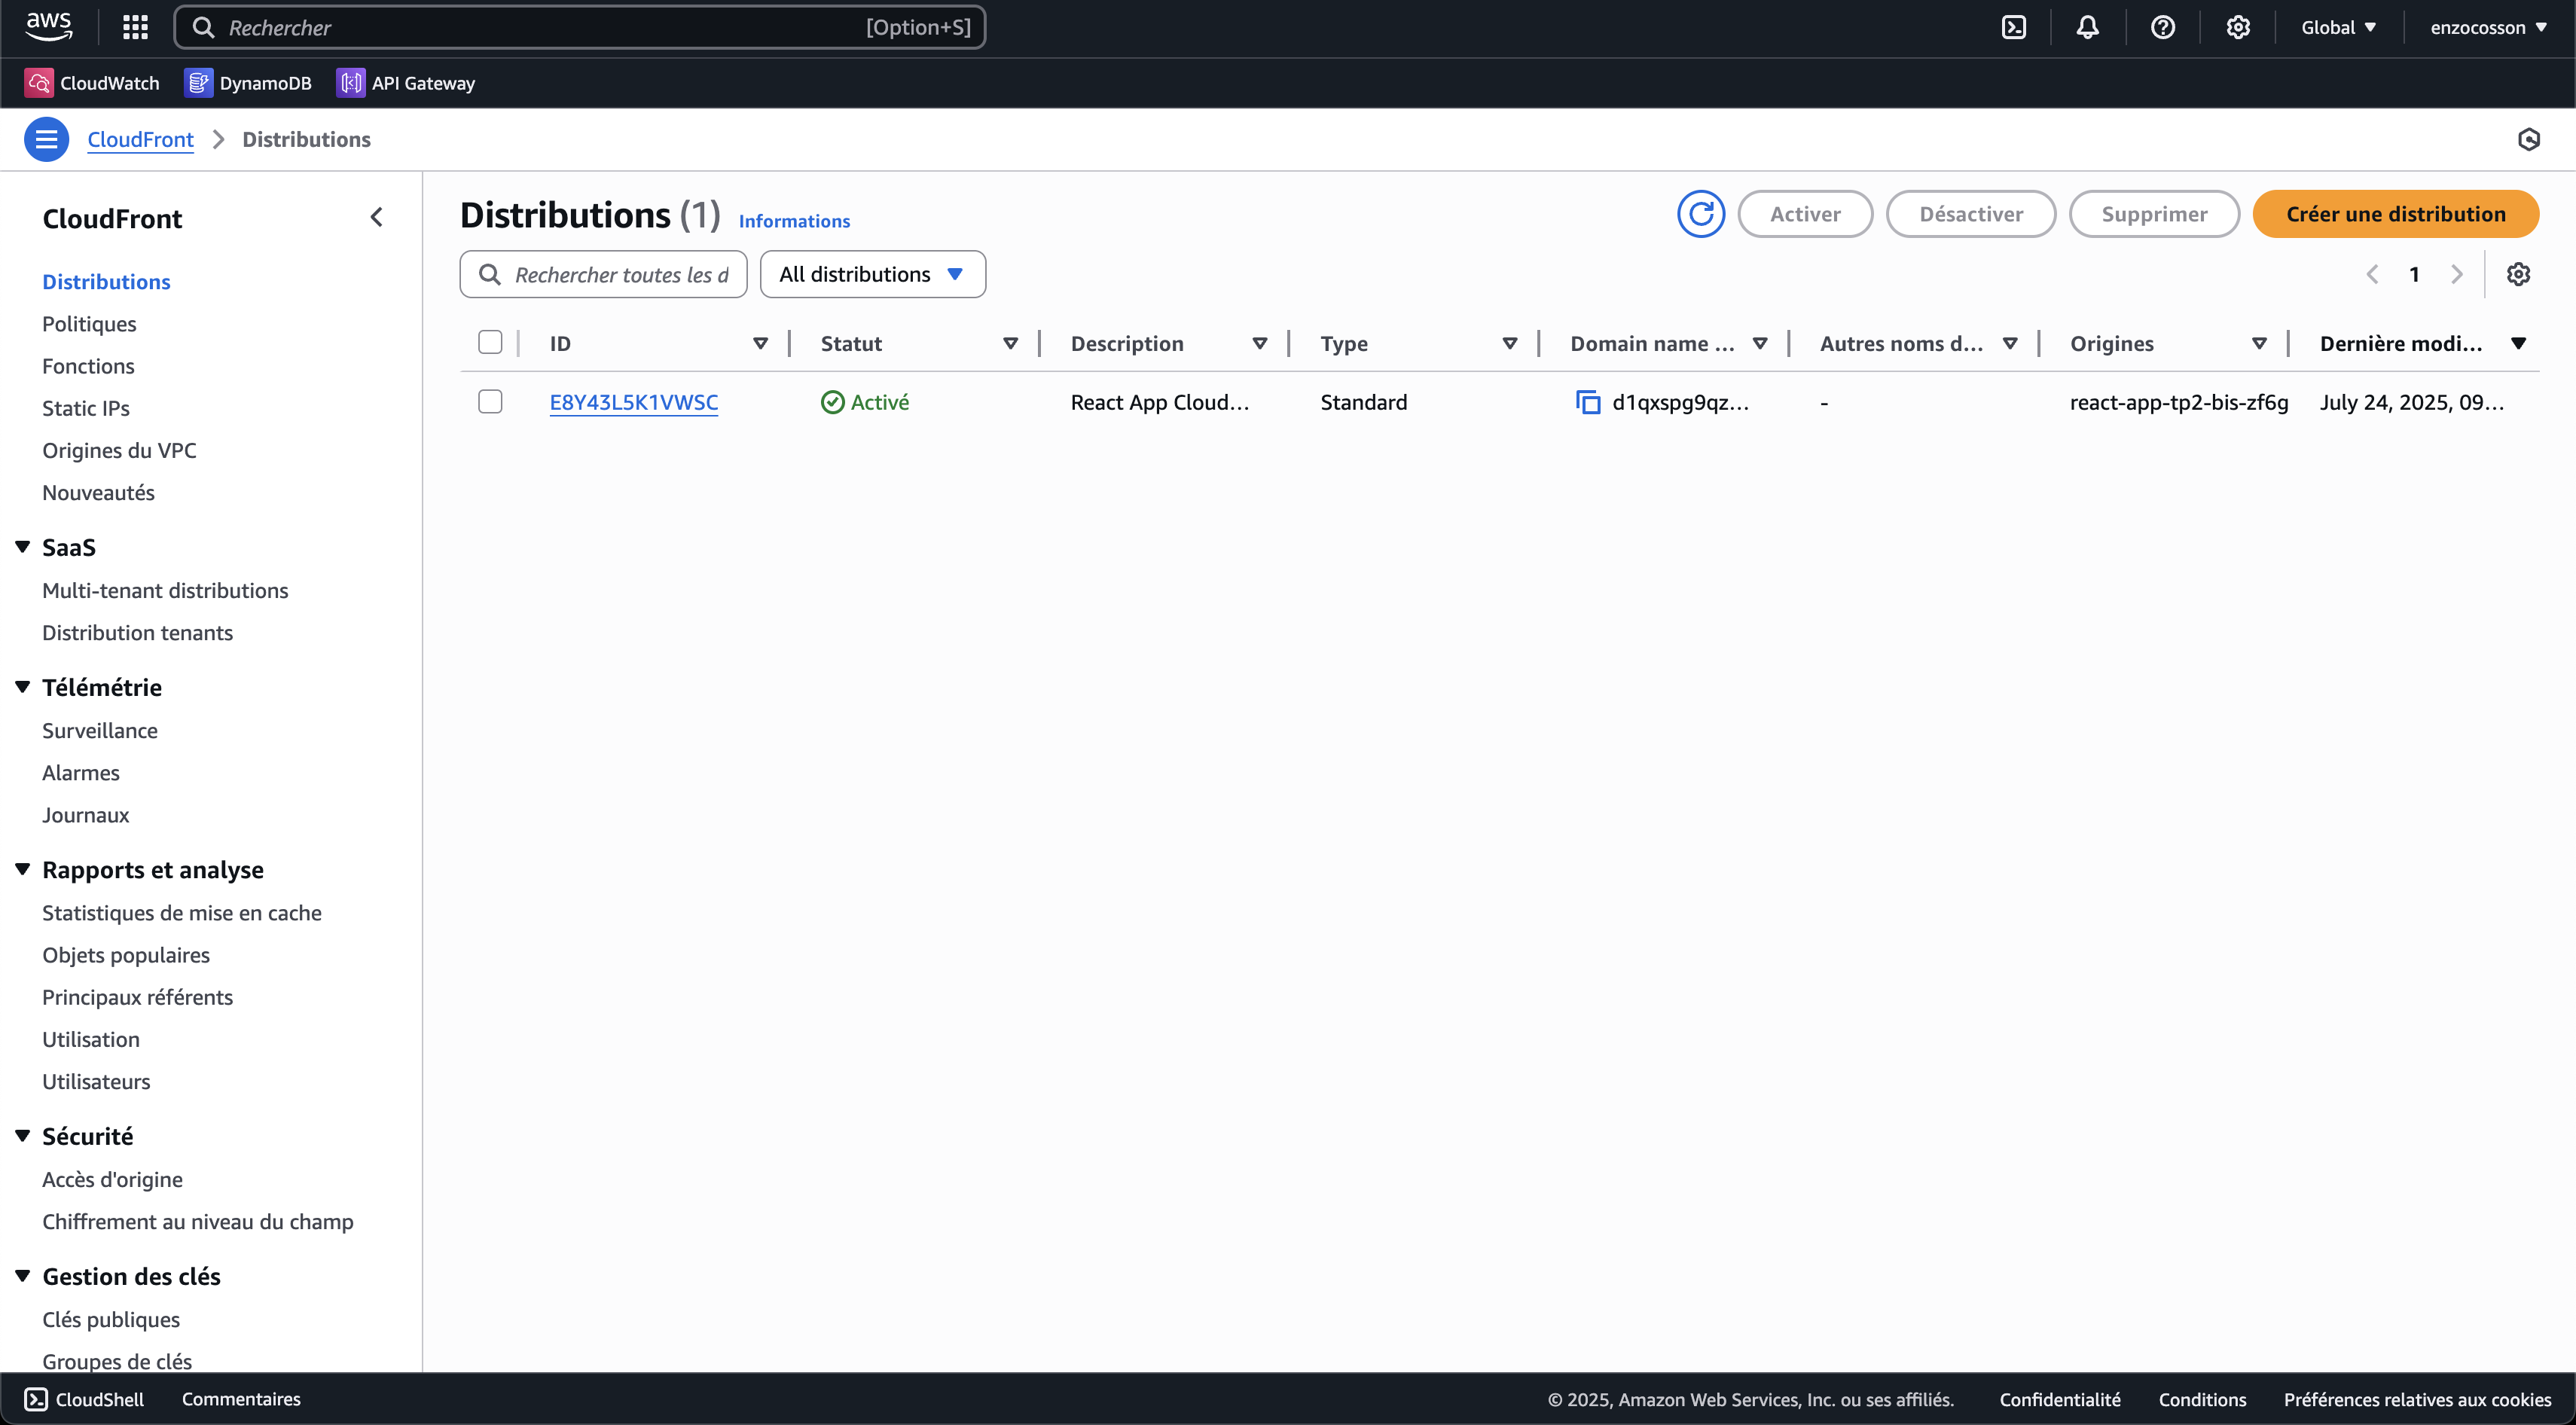 aws
Rechercher [Option+S] Global enzocosson
CloudWatch DynamoDB API Gateway
CloudFront Distributions
CloudFront
Distributions
Politiques
Fonctions
Static IPs
Origines du VPC
Nouveautés
SaaS
Multi-tenant distributions
Distribution tenants
Télémétrie
Surveillance
Alarmes
Journaux
Rapports et analyse
Statistiques de mise en cache
Objets populaires
Principaux référents
Utilisation
Utilisateurs
Sécurité
Accès d'origine
Chiffrement au niveau du champ
Gestion des clés
Clés publiques
Groupes de clés
Distributions (1) Informations
Activer Désactiver Supprimer Créer une distribution
Rechercher toutes les d All distributions 1
ID Statut Description Type Domain name ... Autres noms d... Origines Dernière modi...
E8Y43L5K1VWSC Activé React App Cloud... Standard d1qxspg9qz... - react-app-tp2-bis-zf6g July 24, 2025, 09...
CloudShell Commentaires © 2025, Amazon Web Services, Inc. ou ses affiliés. Confidentialité Conditions Préférences relatives aux cookies